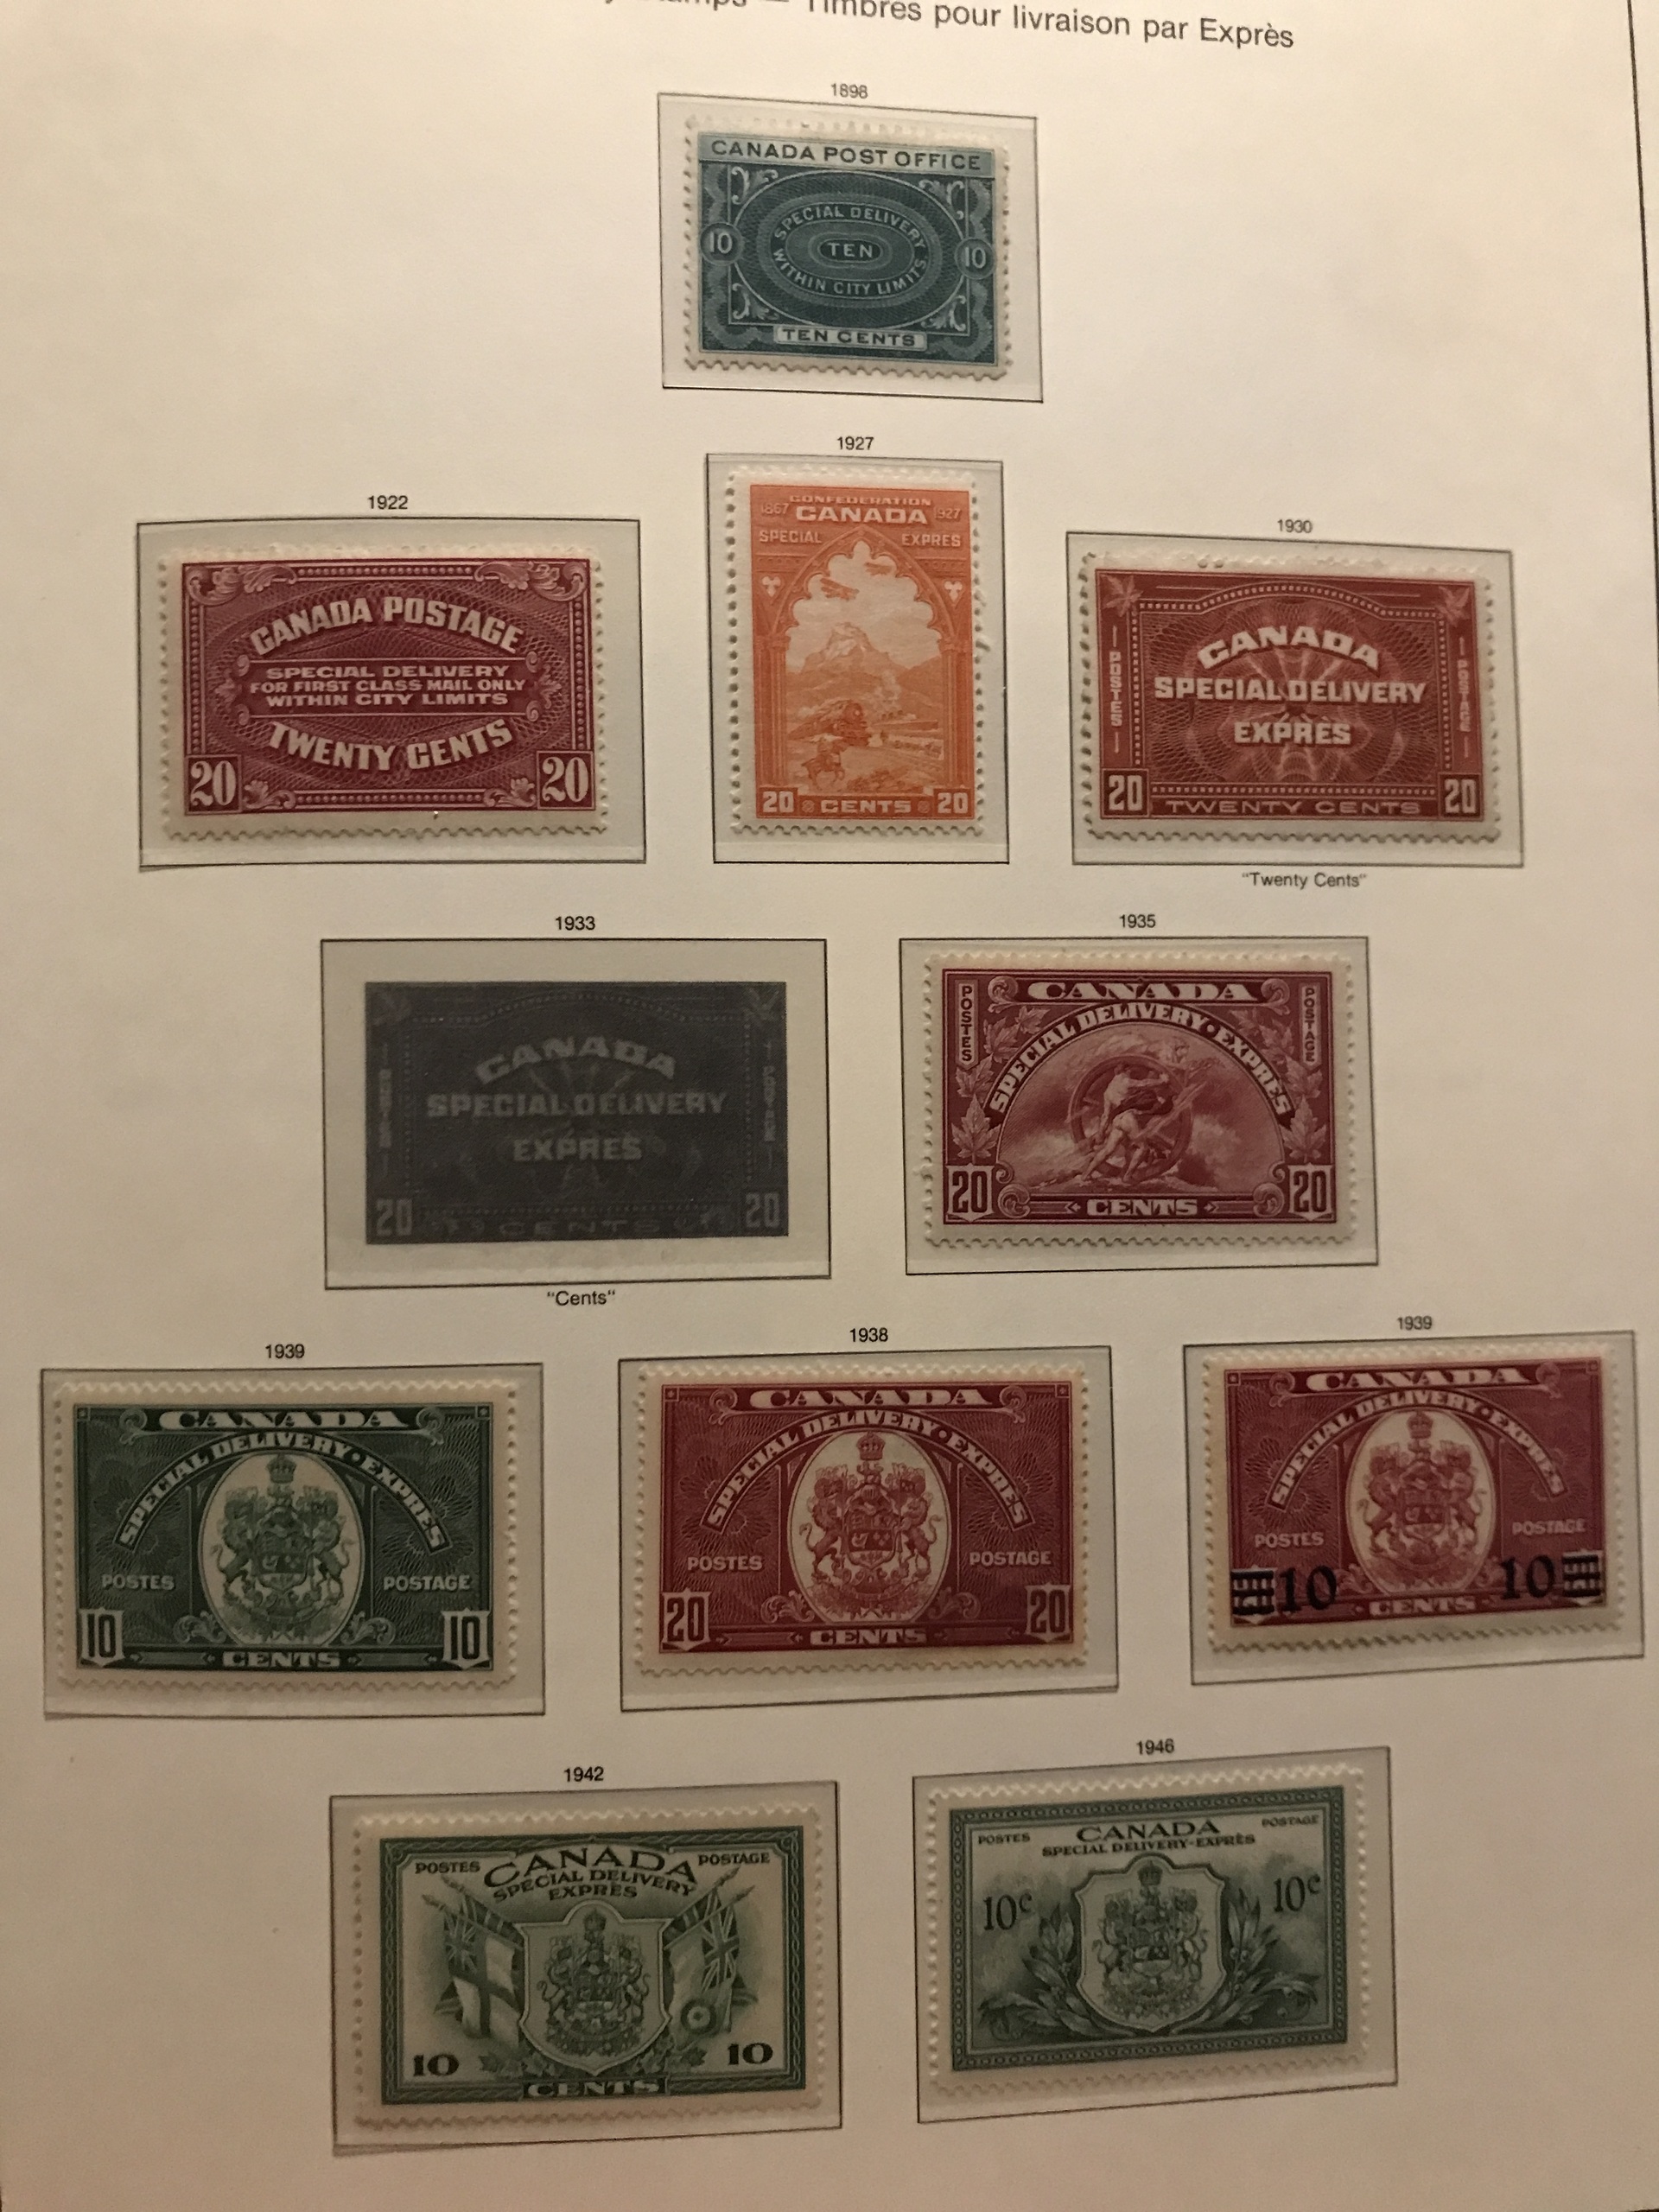 Timbres pour livraison par Exprès
1898
CANADA POST OFFICE
SPECIAL DELIVERY
10 TEN 10
WITHIN CITY LIMITS
TEN CENTS
1922
CANADA POSTAGE
SPECIAL DELIVERY
FOR FIRST CLASS MAIL ONLY
WITHIN CITY LIMITS
TWENTY CENTS
20 20
1927
CONFEDERATION
1867 CANADA 1927
SPECIAL EXPRES
20 CENTS 20
1930
CANADA
SPECIAL DELIVERY
EXPRÈS
POSTES POSTAGE
20 TWENTY CENTS 20
"Twenty Cents"
1933
CANADA
SPECIAL DELIVERY
EXPRES
POSTES POSTAGE
20 CENTS 20
"Cents"
1935
CANADA
POSTES POSTAGE
SPECIAL DELIVERY·EXPRES
20 CENTS 20
1939
CANADA
SPECIAL DELIVERY·EXPRES
POSTES POSTAGE
10 CENTS 10
1938
CANADA
SPECIAL DELIVERY·EXPRES
POSTES POSTAGE
20 CENTS 20
1939
CANADA
SPECIAL DELIVERY·EXPRES
POSTES POSTAGE
10 10
CENTS
1942
POSTES CANADA POSTAGE
SPECIAL DELIVERY
EXPRÈS
10 10
CENTS
1946
POSTES CANADA POSTAGE
SPECIAL DELIVERY-EXPRÈS
10c 10c